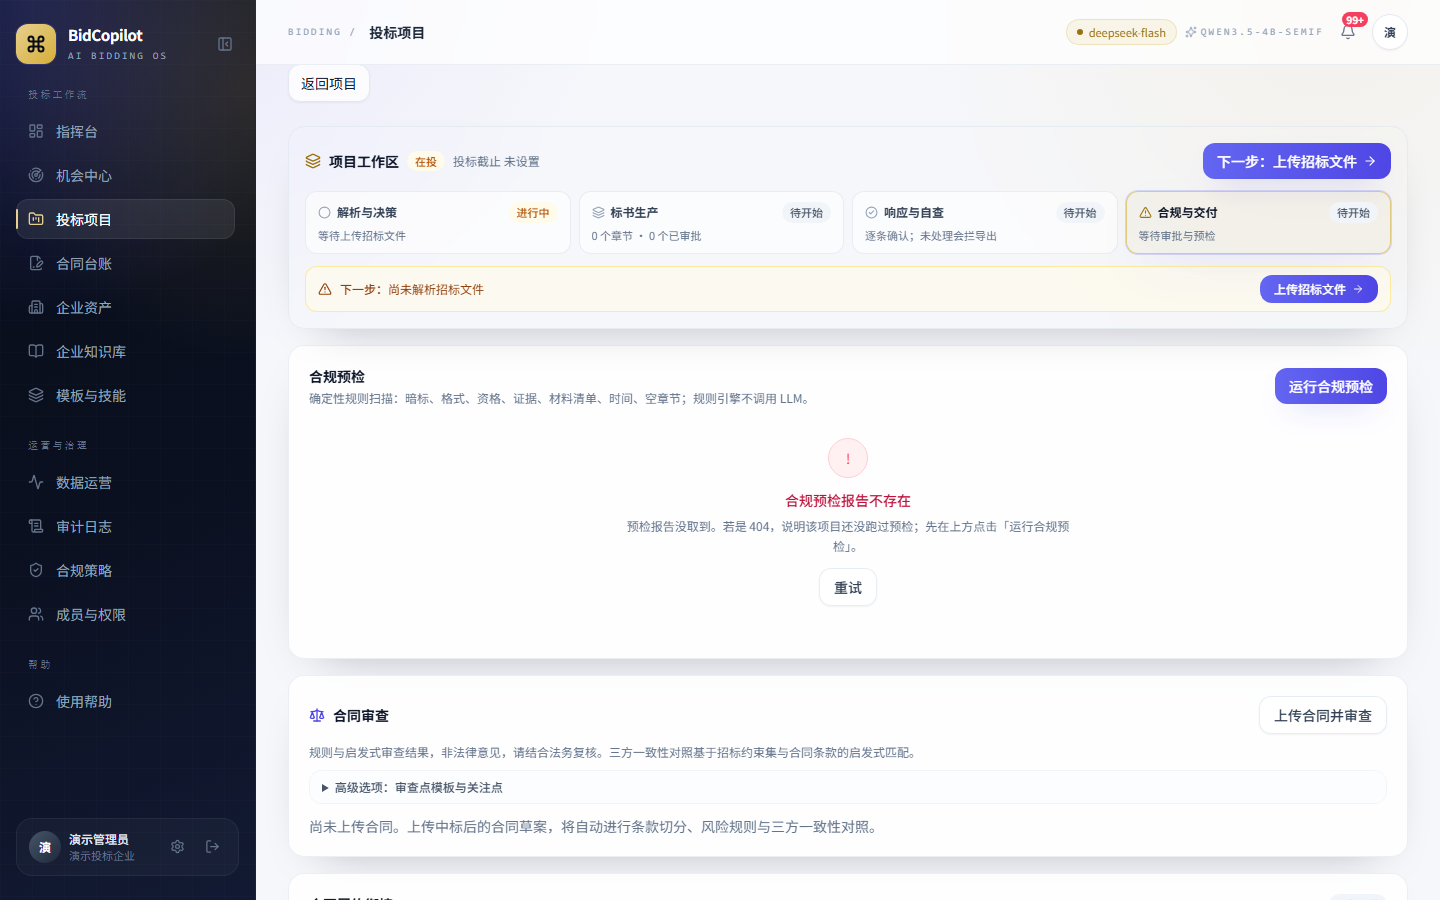 BidCopilot
AI BIDDING OS
投标工作流
指挥台
机会中心
投标项目
合同台账
企业资产
企业知识库
模板与技能
运营与治理
数据运营
审计日志
合规策略
成员与权限
帮助
使用帮助
演
演示管理员
演示投标企业
BIDDING / 投标项目
deepseek-flash
QWEN3.5-4B-SEMIF
99+
演
返回项目
项目工作区 在投 投标截止 未设置
下一步：上传招标文件
解析与决策 进行中
等待上传招标文件
标书生产 待开始
0 个章节 · 0 个已审批
响应与自查 待开始
逐条确认；未处理会拦导出
合规与交付 待开始
等待审批与预检
下一步：尚未解析招标文件
上传招标文件
合规预检
确定性规则扫描：暗标、格式、资格、证据、材料清单、时间、空章节；规则引擎不调用 LLM。
运行合规预检
!
合规预检报告不存在
预检报告没取到。若是 404，说明该项目还没跑过预检；先在上方点击「运行合规预
检」。
重试
合同审查
上传合同并审查
规则与启发式审查结果，非法律意见，请结合法务复核。三方一致性对照基于招标约束集与合同条款的启发式匹配。
高级选项：审查点模板与关注点
尚未上传合同。上传中标后的合同草案，将自动进行条款切分、风险规则与三方一致性对照。